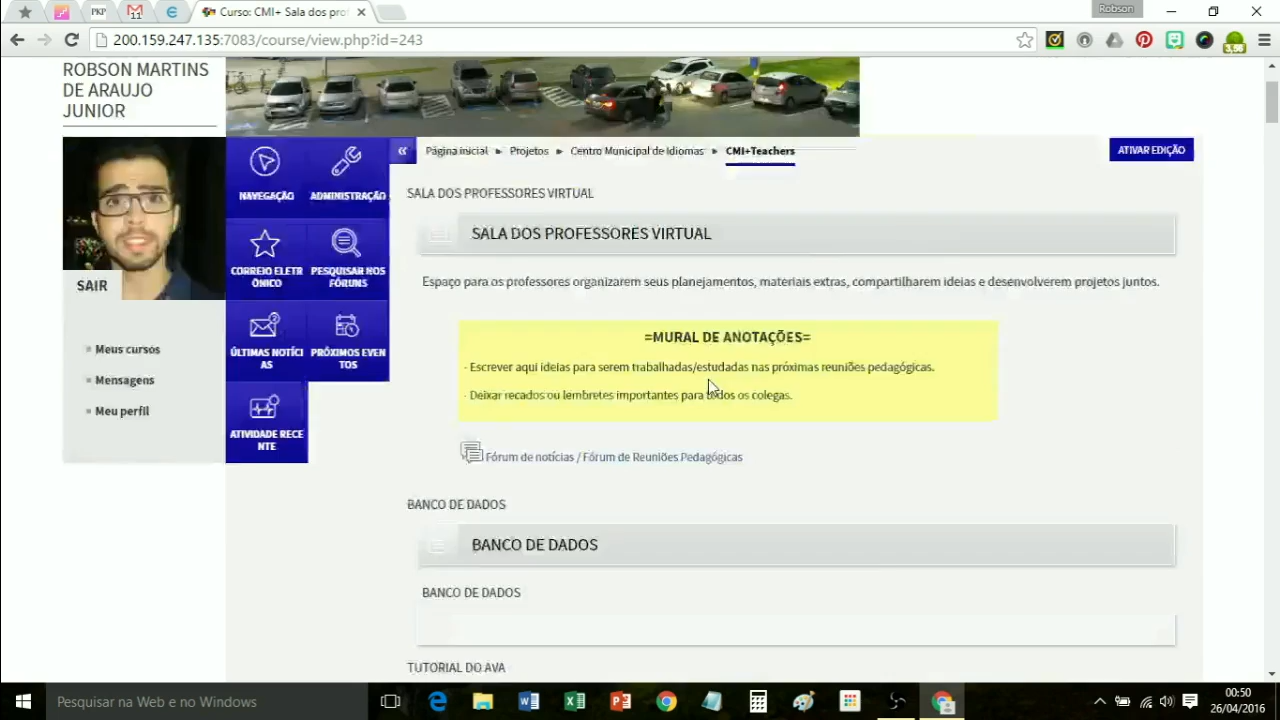 PKP
11
Curso: CMI+ Sala dos pro
Robson
200.159.247.135:7083/course/view.php?id=243
3.56
ROBSON MARTINS
DE ARAUJO
JUNIOR
Página inicial ► Projetos ► Centro Municipal de Idiomas ► CMI+Teachers
ATIVAR EDIÇÃO
NAVEGAÇÃO
ADMINISTRAÇÃO
SALA DOS PROFESSORES VIRTUAL
SALA DOS PROFESSORES VIRTUAL
CORREIO ELETR
ÔNICO
PESQUISAR NOS
FÓRUNS
SAIR
Espaço para os professores organizarem seus planejamentos, materiais extras, compartilharem ideias e desenvolverem projetos juntos.
=MURAL DE ANOTAÇÕES=
- Escrever aqui ideias para serem trabalhadas/estudadas nas próximas reuniões pedagógicas.
- Deixar recados ou lembretes importantes para todos os colegas.
ÚLTIMAS NOTÍCI
AS
PRÓXIMOS EVEN
TOS
Meus cursos
Mensagens
Meu perfil
ATIVIDADE RECE
NTE
Fórum de notícias / Fórum de Reuniões Pedagógicas
BANCO DE DADOS
BANCO DE DADOS
BANCO DE DADOS
TUTORIAL DO AVA
Pesquisar na Web e no Windows
00:50
26/04/2016